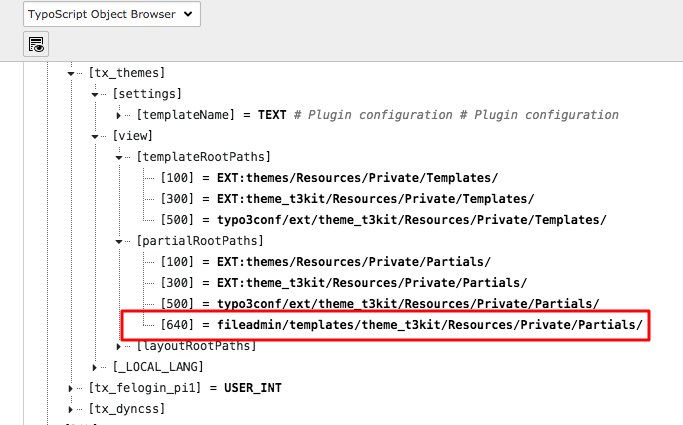 TypoScript Object Browser
[tx_themes]
[settings]
[templateName] = TEXT # Plugin configuration # Plugin configuration
[view]
[templateRootPaths]
[100] = EXT:themes/Resources/Private/Templates/
[300] = EXT:theme_t3kit/Resources/Private/Templates/
[500] = typo3conf/ext/theme_t3kit/Resources/Private/Templates/
[partialRootPaths]
[100] = EXT:themes/Resources/Private/Partials/
[300] = EXT:theme_t3kit/Resources/Private/Partials/
[500] = typo3conf/ext/theme_t3kit/Resources/Private/Partials/
[640] = fileadmin/templates/theme_t3kit/Resources/Private/Partials/
[layoutRootPaths]
[_LOCAL_LANG]
[tx_felogin_pi1] = USER_INT
[tx_dyncss]